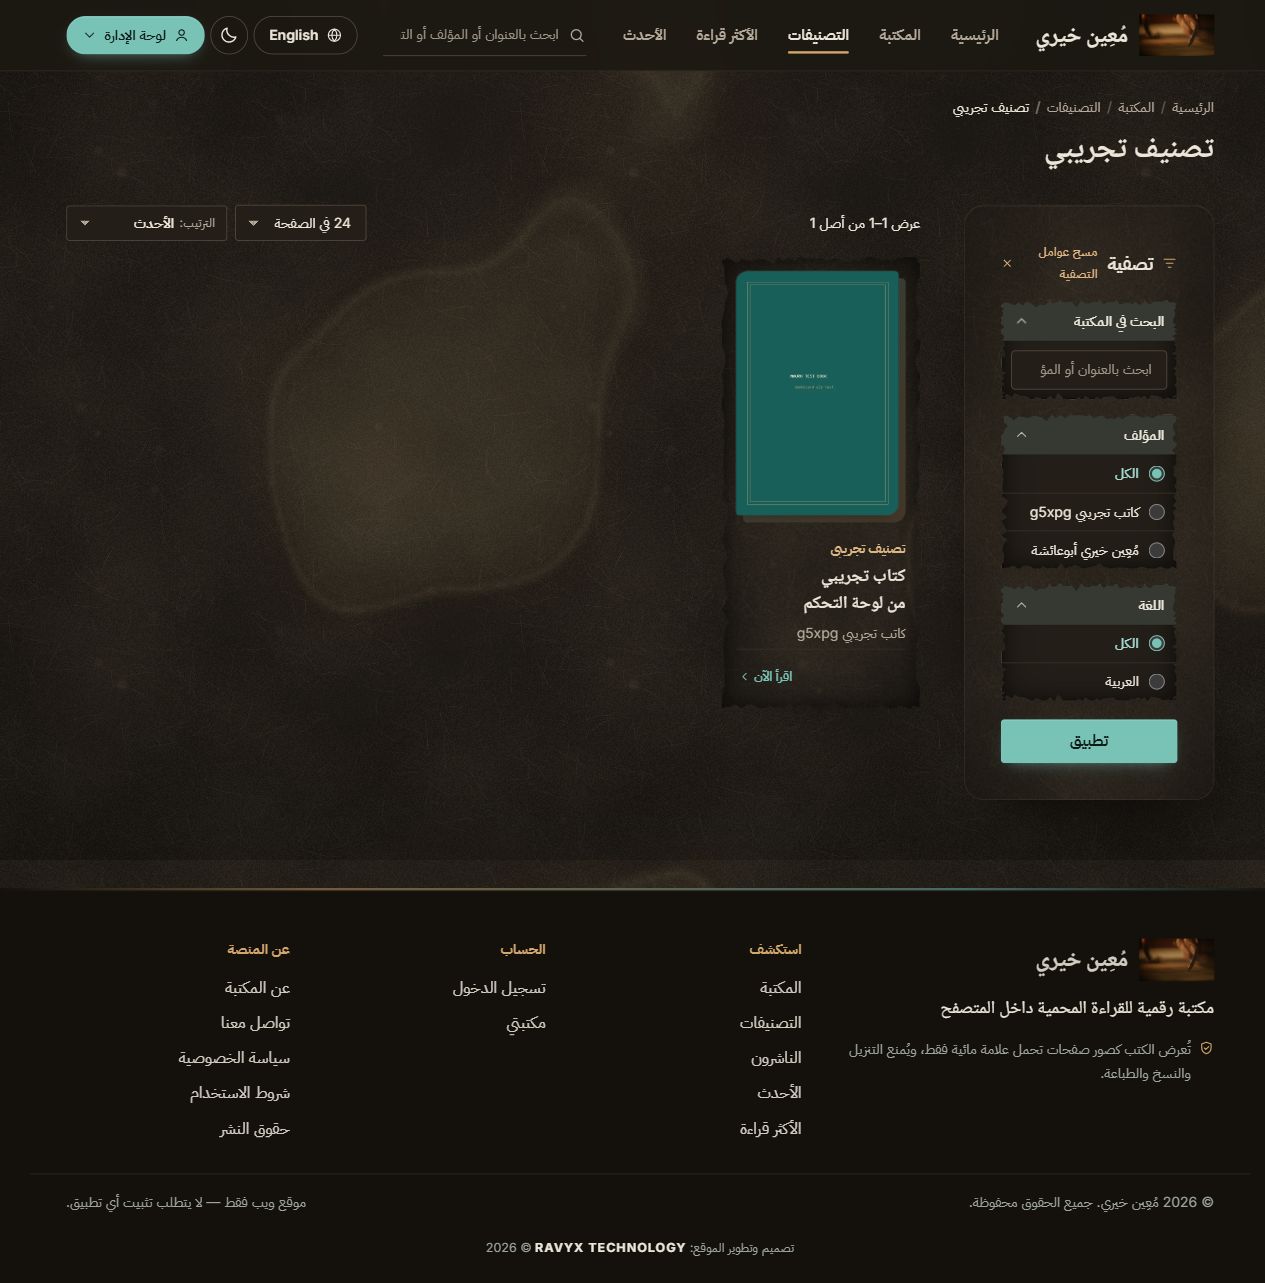 مُعِين خيري
الرئيسية
المكتبة
التصنيفات
الأكثر قراءة
الأحدث
ابحث بالعنوان أو المؤلف أو الت
English
لوحة الإدارة
الرئيسية / المكتبة / التصنيفات / تصنيف تجريبي
تصنيف تجريبي
تصفية
مسح عوامل
التصفية
البحث في المكتبة
ابحث بالعنوان أو المؤ
المؤلف
الكل
كاتب تجريبي g5xpg
مُعِين خيري أبوعائشة
اللغة
الكل
العربية
تطبيق
عرض 1–1 من أصل 1
24 في الصفحة
الترتيب: الأحدث
تصنيف تجريبي
كتاب تجريبي
من لوحة التحكم
كاتب تجريبي g5xpg
اقرأ الآن
مُعِين خيري
مكتبة رقمية للقراءة المحمية داخل المتصفح
تُعرض الكتب كصور صفحات تحمل علامة مائية فقط، ويُمنع التنزيل
والنسخ والطباعة.
استكشف
المكتبة
التصنيفات
الناشرون
الأحدث
الأكثر قراءة
الحساب
تسجيل الدخول
مكتبتي
عن المنصة
عن المكتبة
تواصل معنا
سياسة الخصوصية
شروط الاستخدام
حقوق النشر
© 2026 مُعِين خيري. جميع الحقوق محفوظة.
موقع ويب فقط — لا يتطلب تثبيت أي تطبيق.
تصميم وتطوير الموقع: RAVYX TECHNOLOGY © 2026